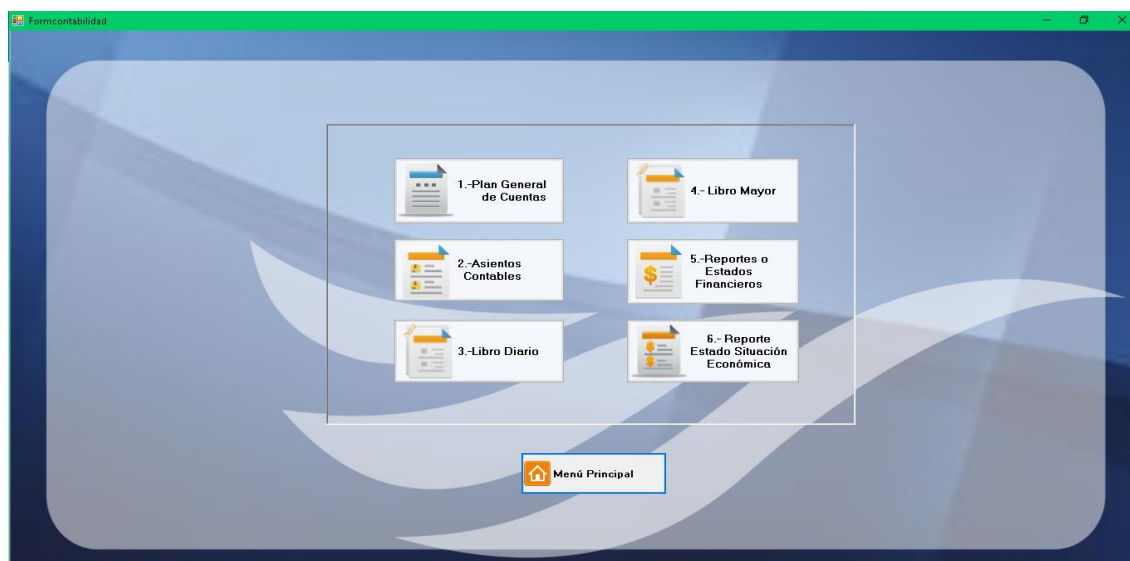 Formcontabilidad
1.-Plan General
de Cuentas
2.-Asientos
Contables
3.-Libro Diario
4.- Libro Mayor
5.-Reportes o
Estados
Financieros
6.- Reporte
Estado Situación
Económica
Menú Principal